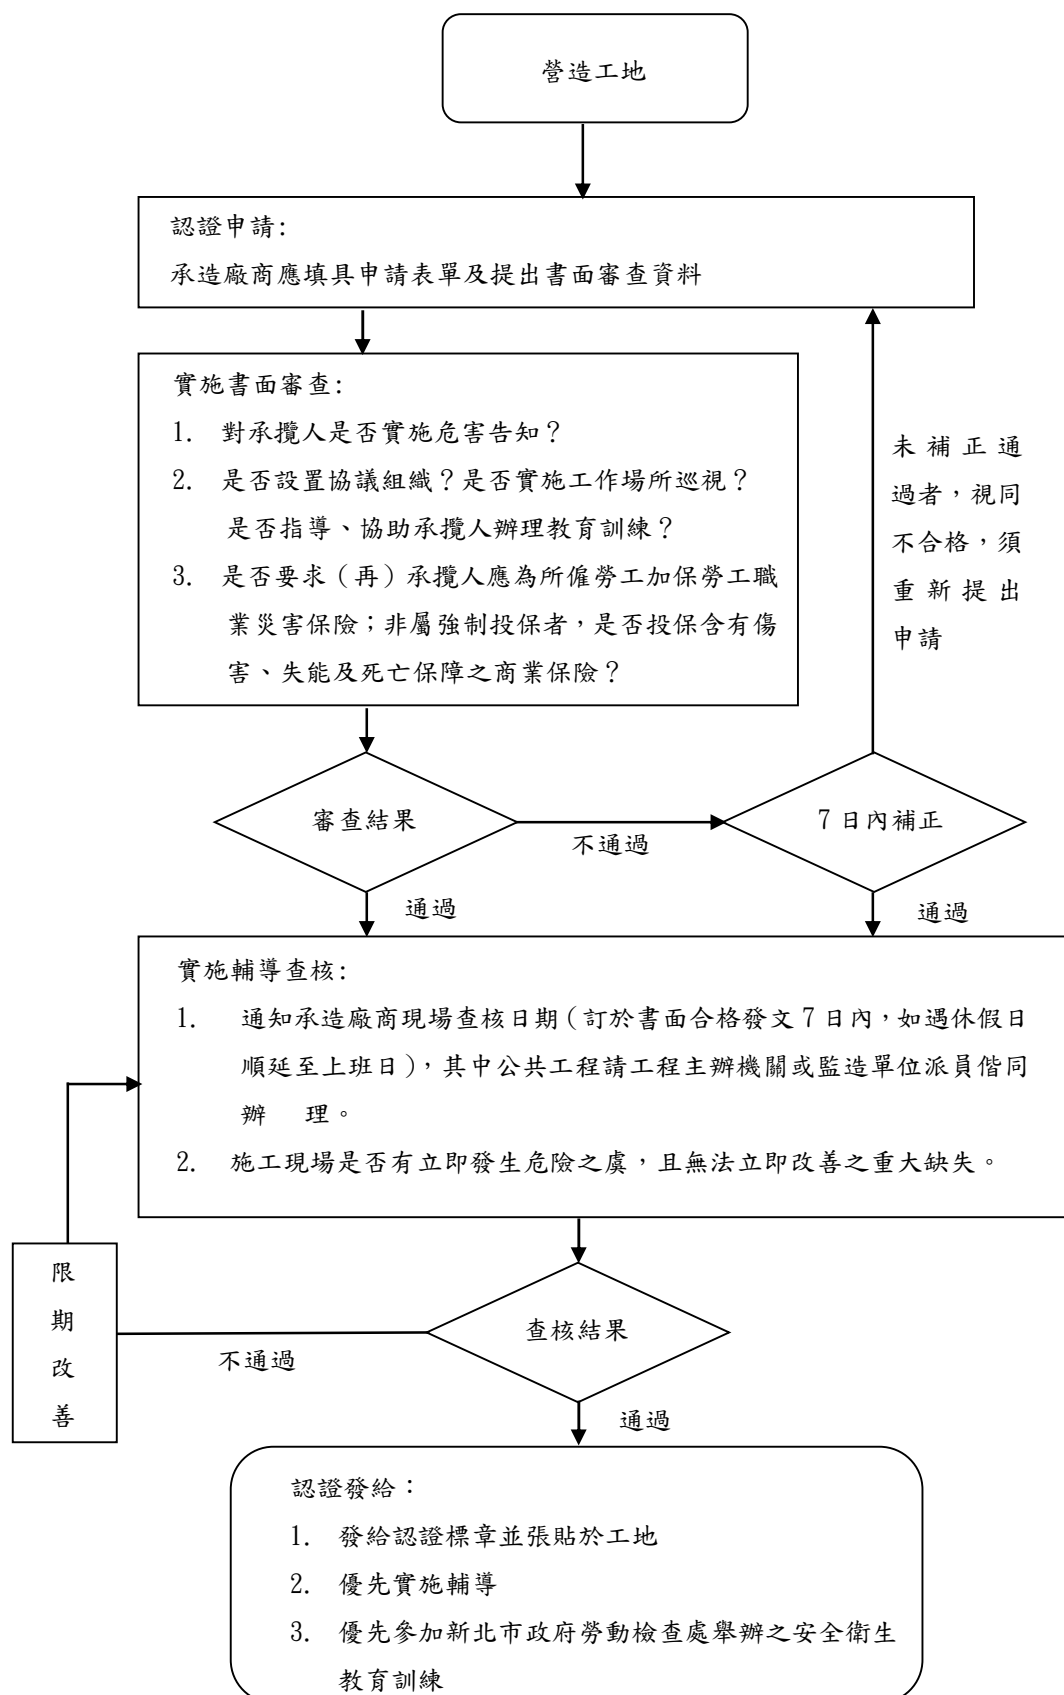 營造工地
認證申請:
承造廠商應填具申請表單及提出書面審查資料
實施書面審查:
1. 對承攬人是否實施危害告知？
2. 是否設置協議組織？是否實施工作場所巡視？
是否指導、協助承攬人辦理教育訓練？
3. 是否要求（再）承攬人應為所僱勞工加保勞工職
業災害保險；非屬強制投保者，是否投保含有傷
害、失能及死亡保障之商業保險？
未補正通
過者，視同
不合格，須
重新提出
申請
審查結果
不通過
7 日內補正
通過
通過
實施輔導查核:
1. 通知承造廠商現場查核日期（訂於書面合格發文 7 日內，如遇休假日
順延至上班日），其中公共工程請工程主辦機關或監造單位派員偕同
辦 理。
2. 施工現場是否有立即發生危險之虞，且無法立即改善之重大缺失。
限
期
改
善
查核結果
不通過
通過
認證發給：
1. 發給認證標章並張貼於工地
2. 優先實施輔導
3. 優先參加新北市政府勞動檢查處舉辦之安全衛生
教育訓練